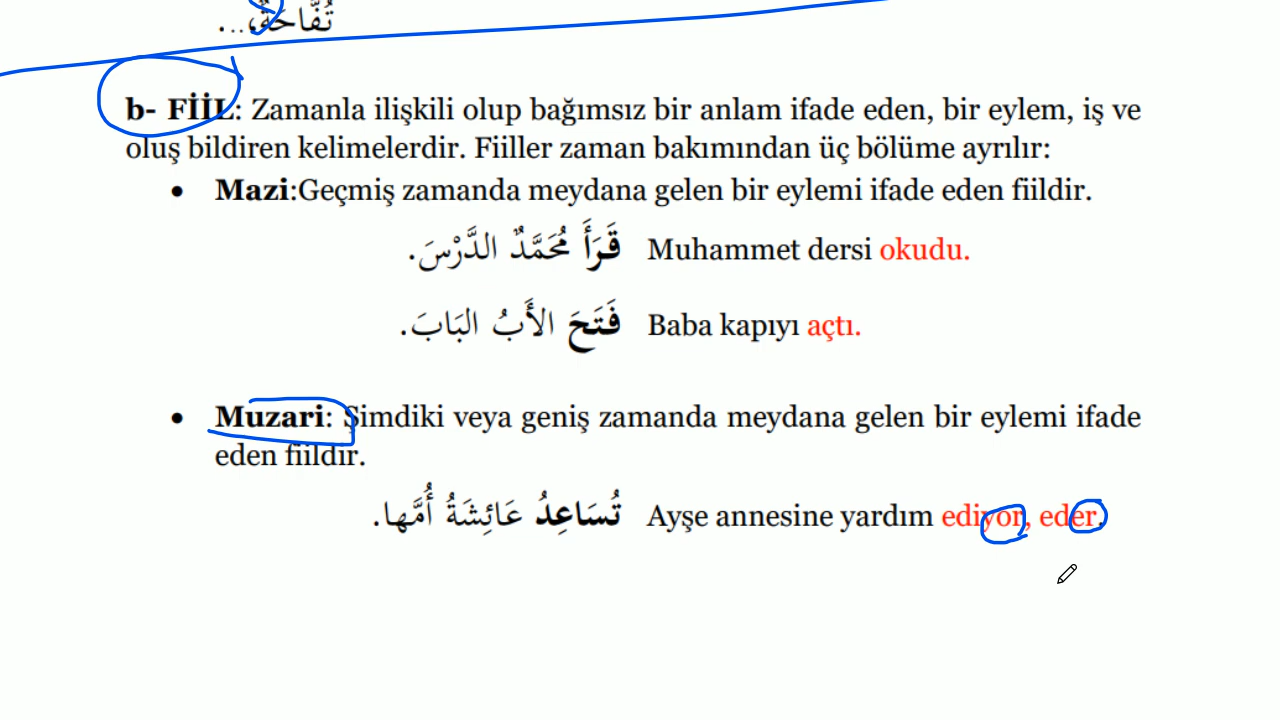 تُفَّاحَةٌ، ...
b- FİİL: Zamanla ilişkili olup bağımsız bir anlam ifade eden, bir eylem, iş ve
oluş bildiren kelimelerdir. Fiiller zaman bakımından üç bölüme ayrılır:
• Mazi:Geçmiş zamanda meydana gelen bir eylemi ifade eden fiildir.
قَرَأَ مُحَمَّدٌ الدَّرْسَ. Muhammet dersi okudu.
فَتَحَ الأَبُ البَابَ. Baba kapıyı açtı.
• Muzari: Şimdiki veya geniş zamanda meydana gelen bir eylemi ifade
eden fiildir.
تُسَاعِدُ عَائِشَةُ أُمَّها. Ayşe annesine yardım ediyor, eder.